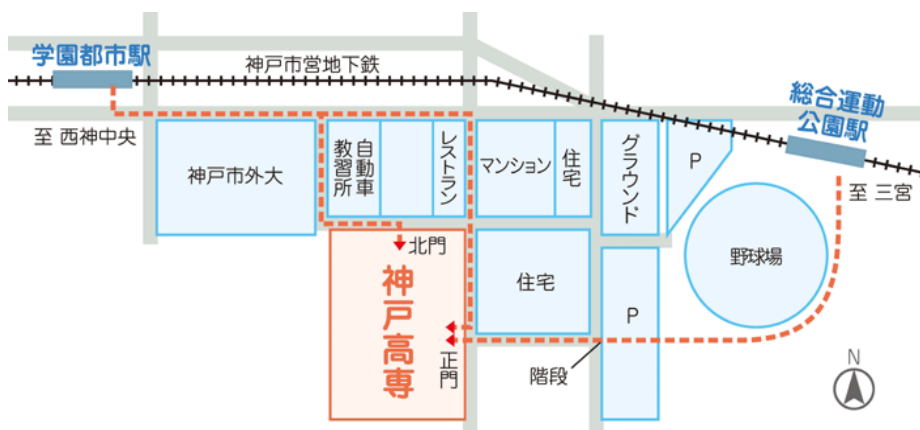 学園都市駅
神戸市営地下鉄
総合運動
公園駅
至 西神中央
至 三宮
神戸市外大
自動車
教習所
レストラン
マンション
住宅
グラウンド
P
野球場
北門
神戸高専
正門
住宅
P
階段
N